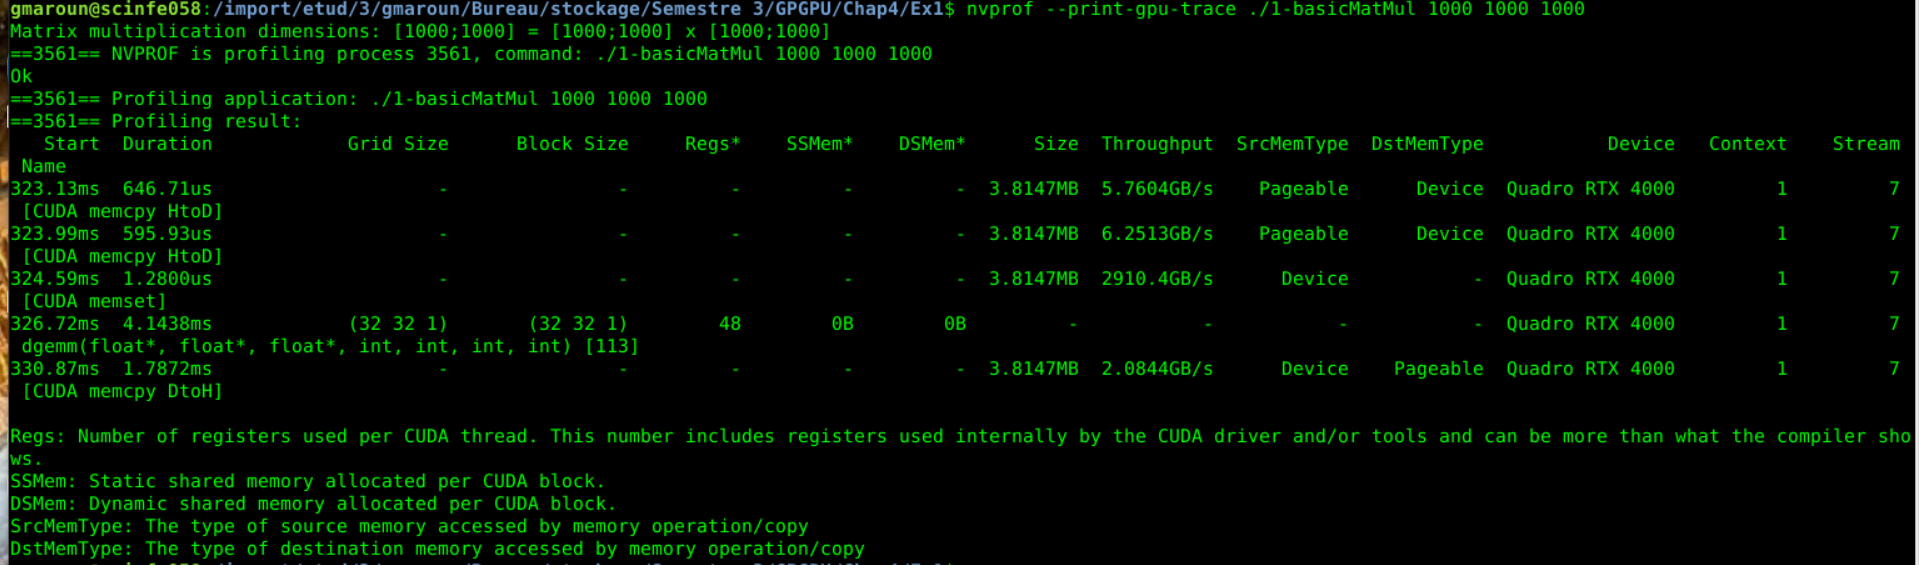 gmaroun@scinfe058:/import/etud/3/gmaroun/Bureau/stockage/Semestre 3/GPGPU/Chap4/Ex1$ nvprof --print-gpu-trace ./1-basicMatMul 1000 1000 1000
Matrix multiplication dimensions: [1000;1000] = [1000;1000] x [1000;1000]
==3561== NVPROF is profiling process 3561, command: ./1-basicMatMul 1000 1000 1000
Ok
==3561== Profiling application: ./1-basicMatMul 1000 1000 1000
==3561== Profiling result:
   Start  Duration            Grid Size      Block Size     Regs*    SSMem*    DSMem*      Size  Throughput  SrcMemType  DstMemType           Device   Context    Stream
 Name
323.13ms  646.71us                    -               -         -         -         -  3.8147MB  5.7604GB/s    Pageable      Device  Quadro RTX 4000         1         7
 [CUDA memcpy HtoD]
323.99ms  595.93us                    -               -         -         -         -  3.8147MB  6.2513GB/s    Pageable      Device  Quadro RTX 4000         1         7
 [CUDA memcpy HtoD]
324.59ms  1.2800us                    -               -         -         -         -  3.8147MB  2910.4GB/s      Device           -  Quadro RTX 4000         1         7
 [CUDA memset]
326.72ms  4.1438ms            (32 32 1)       (32 32 1)        48        0B        0B         -           -           -           -  Quadro RTX 4000         1         7
 dgemm(float*, float*, float*, int, int, int, int) [113]
330.87ms  1.7872ms                    -               -         -         -         -  3.8147MB  2.0844GB/s      Device    Pageable  Quadro RTX 4000         1         7
 [CUDA memcpy DtoH]
Regs: Number of registers used per CUDA thread. This number includes registers used internally by the CUDA driver and/or tools and can be more than what the compiler sho
ws.
SSMem: Static shared memory allocated per CUDA block.
DSMem: Dynamic shared memory allocated per CUDA block.
SrcMemType: The type of source memory accessed by memory operation/copy
DstMemType: The type of destination memory accessed by memory operation/copy